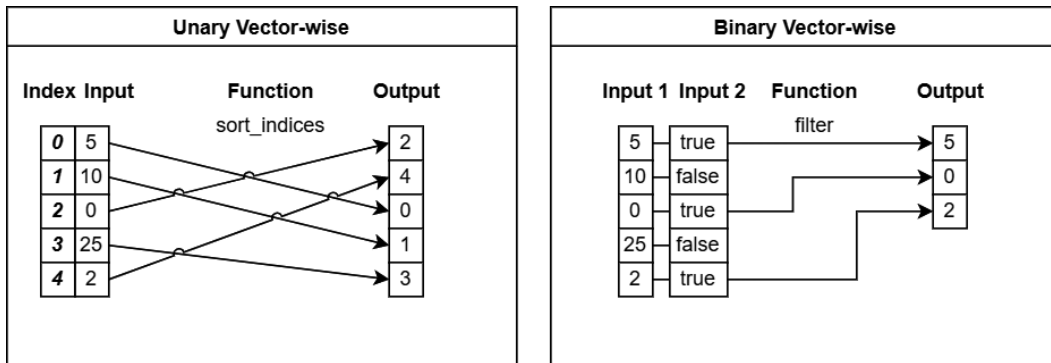 Unary Vector-wise
Index Input Function Output
sort_indices
0 5 2
1 10 4
2 0 0
3 25 1
4 2 3
Binary Vector-wise
Input 1 Input 2 Function Output
filter
5 true 5
10 false 0
0 true 2
25 false
2 true